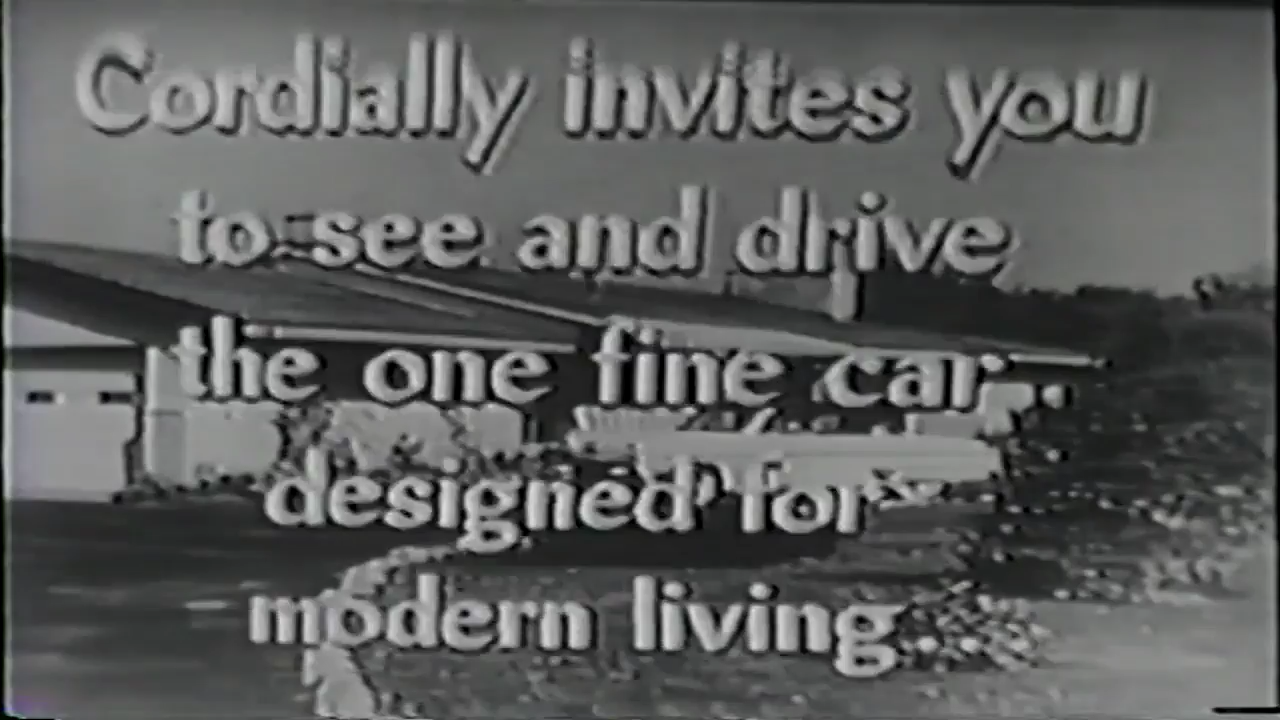 Cordially invites you
to see and drive
the one fine car
designed for
modern living